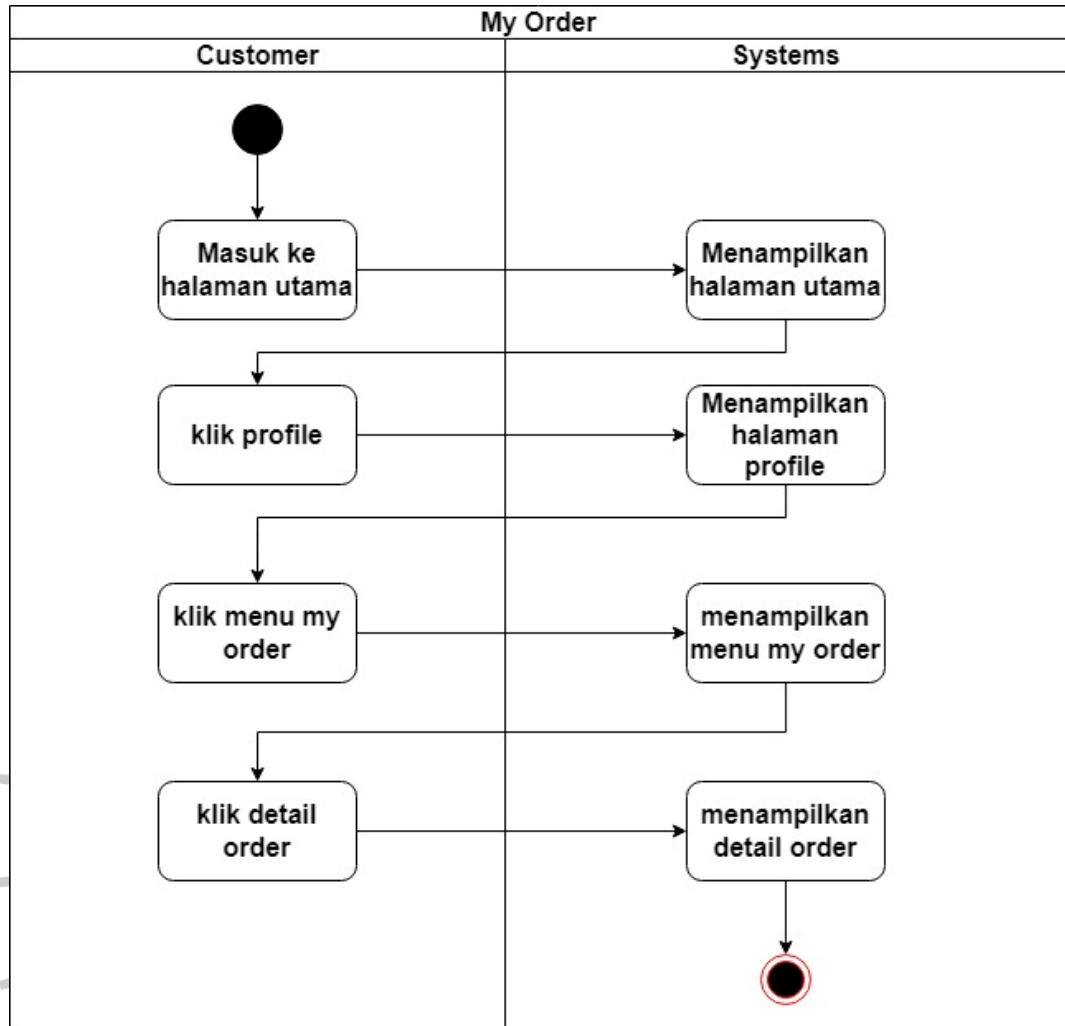 My Order
Customer
Systems
Masuk ke
halaman utama
Menampilkan
halaman utama
klik profile
Menampilkan
halaman
profile
klik menu my
order
menampilkan
menu my order
klik detail
order
menampilkan
detail order